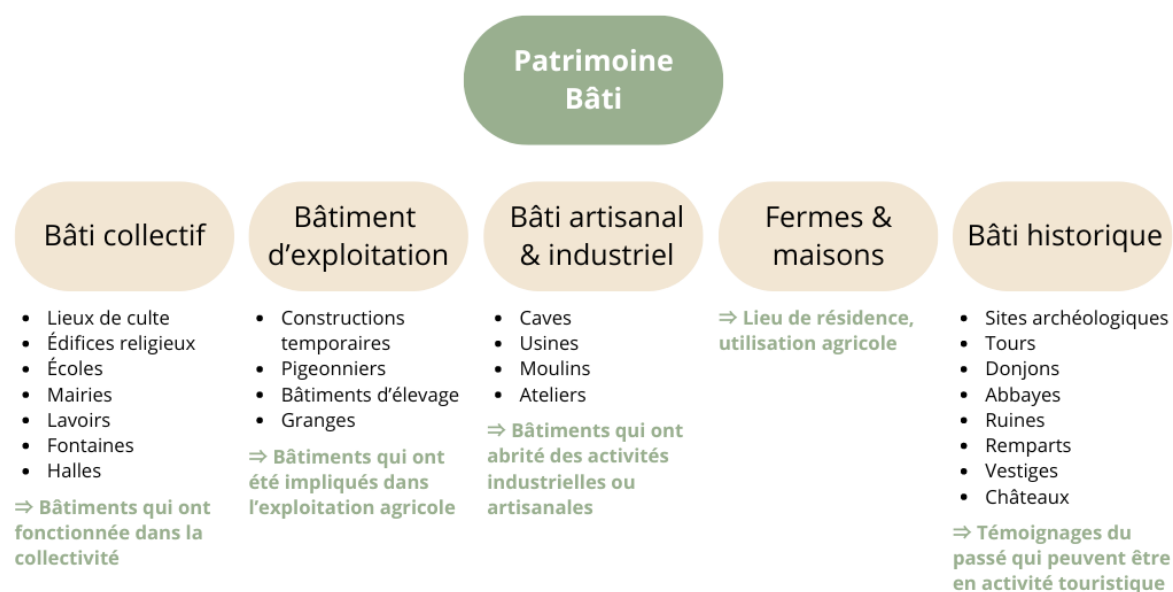 Patrimoine
Bâti
Bâti collectif
• Lieux de culte
• Édifices religieux
• Écoles
• Mairies
• Lavoirs
• Fontaines
• Halles
⇒ Bâtiments qui ont
fonctionnée dans la
collectivité
Bâtiment
d’exploitation
• Constructions
temporaires
• Pigeonniers
• Bâtiments d’élevage
• Granges
⇒ Bâtiments qui ont
été impliqués dans
l’exploitation agricole
Bâti artisanal
& industriel
• Caves
• Usines
• Moulins
• Ateliers
⇒ Bâtiments qui ont
abrité des activités
industrielles ou
artisanales
Fermes &
maisons
⇒ Lieu de résidence,
utilisation agricole
Bâti historique
• Sites archéologiques
• Tours
• Donjons
• Abbayes
• Ruines
• Remparts
• Vestiges
• Châteaux
⇒ Témoignages du
passé qui peuvent être
en activité touristique